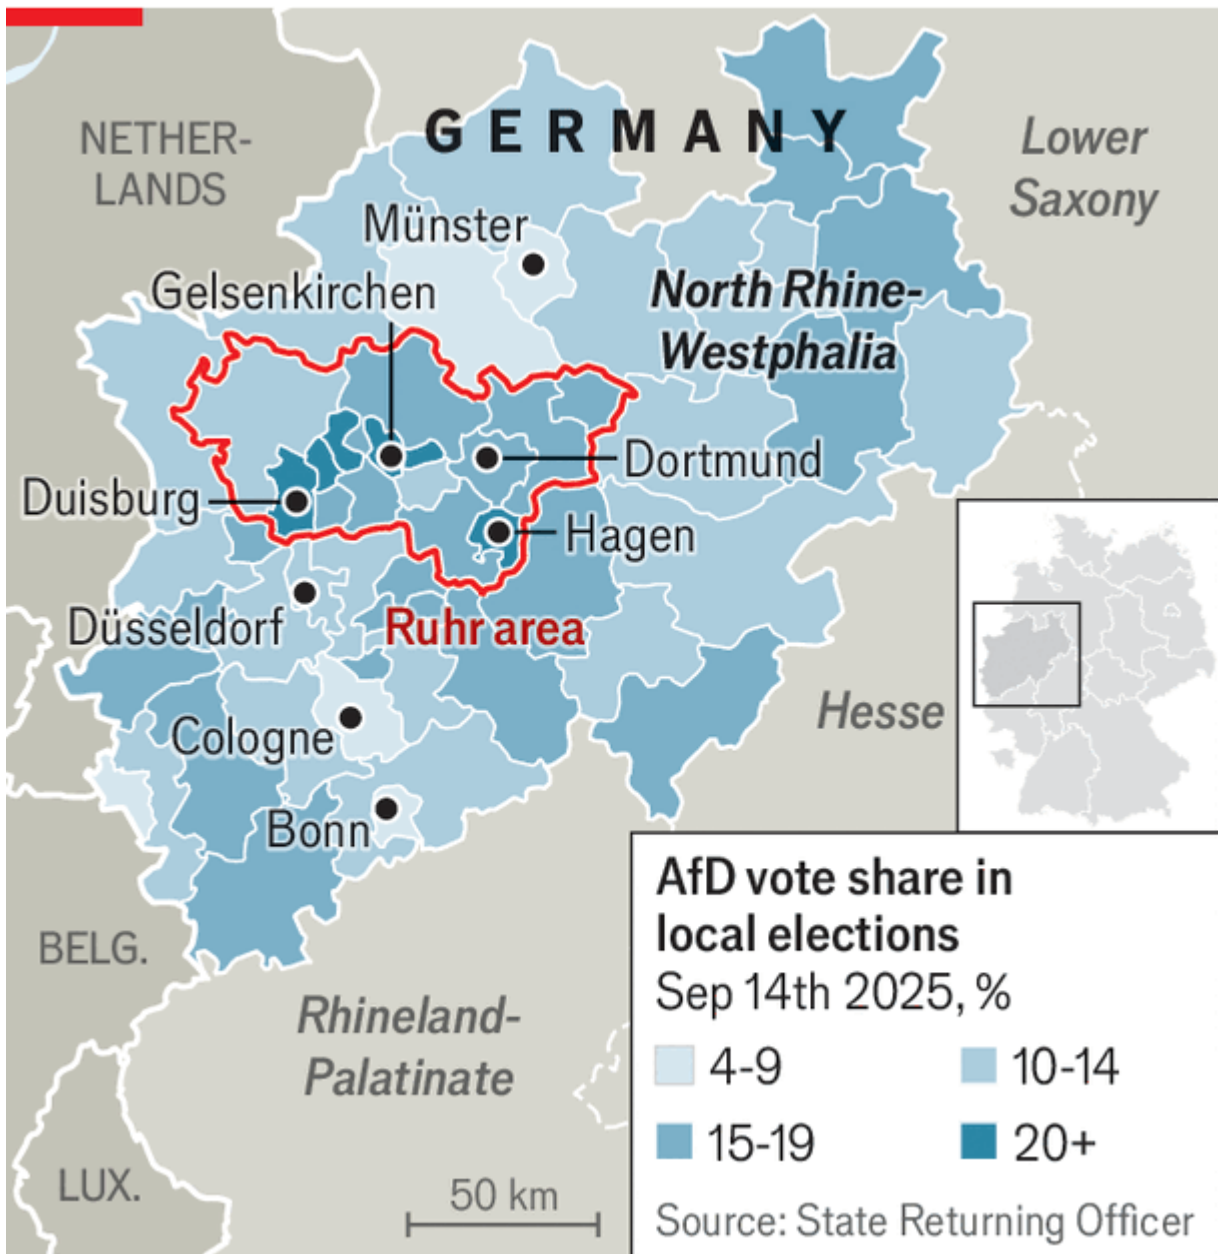 GERMANY
NETHER-
LANDS
Lower
Saxony
Münster
Gelsenkirchen
North Rhine-
Westphalia
Dortmund
Duisburg
Hagen
Düsseldorf
Ruhr area
Hesse
Cologne
Bonn
BELG.
Rhineland-
Palatinate
LUX.
50 km
AfD vote share in
local elections
Sep 14th 2025, %
4-9
10-14
15-19
20+
Source: State Returning Officer